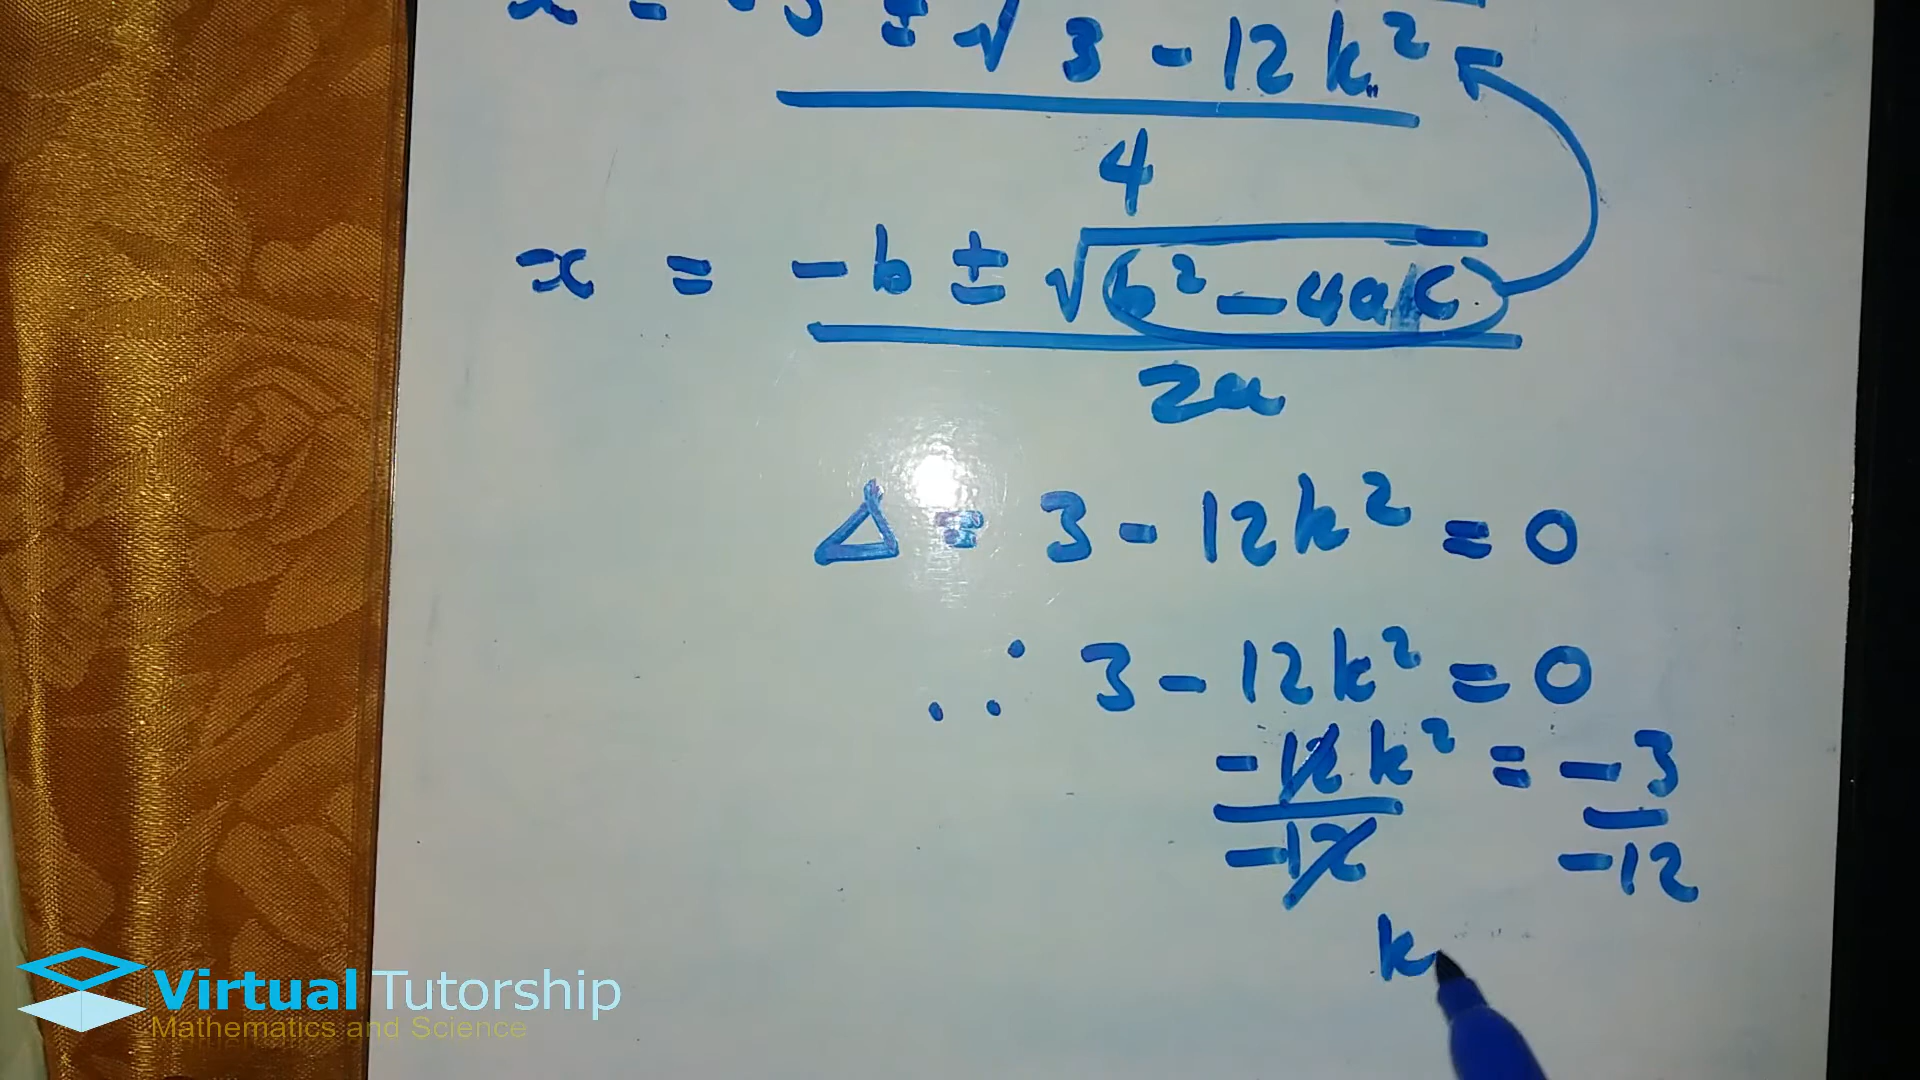 x = -5 ± √3 - 12k²
4
x = -b ± √b² - 4ac
2a
Δ = 3 - 12k² = 0
∴ 3 - 12k² = 0
-12k² = -3
-12 -12
k
Virtual Tutorship
Mathematics and Science